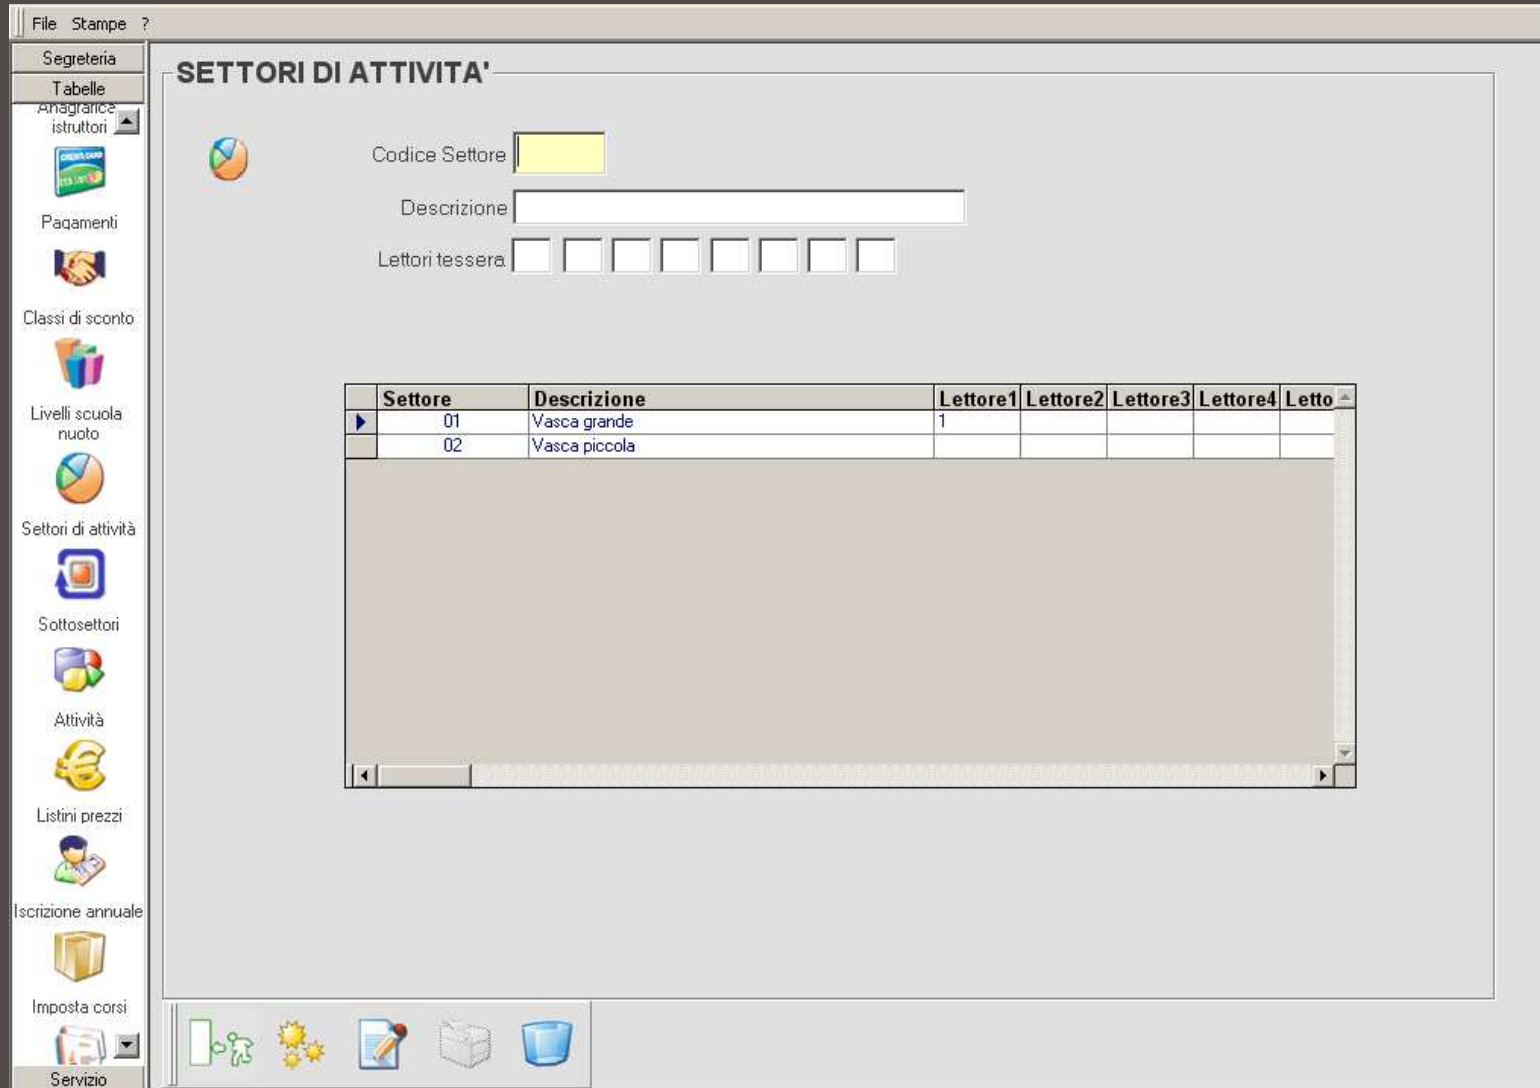 File Stampe ?
Segreteria
Tabelle
Anagrafica
istruttori
Pagamenti
Classi di sconto
Livelli scuola
nuoto
Settori di attività
Sottosettori
Attività
Listini prezzi
Iscrizione annuale
Imposta corsi
Servizio
SETTORI DI ATTIVITA'
Codice Settore
Descrizione
Lettori tessera
Settore Descrizione Lettore1 Lettore2 Lettore3 Lettore4 Letto
01 Vasca grande 1
02 Vasca piccola